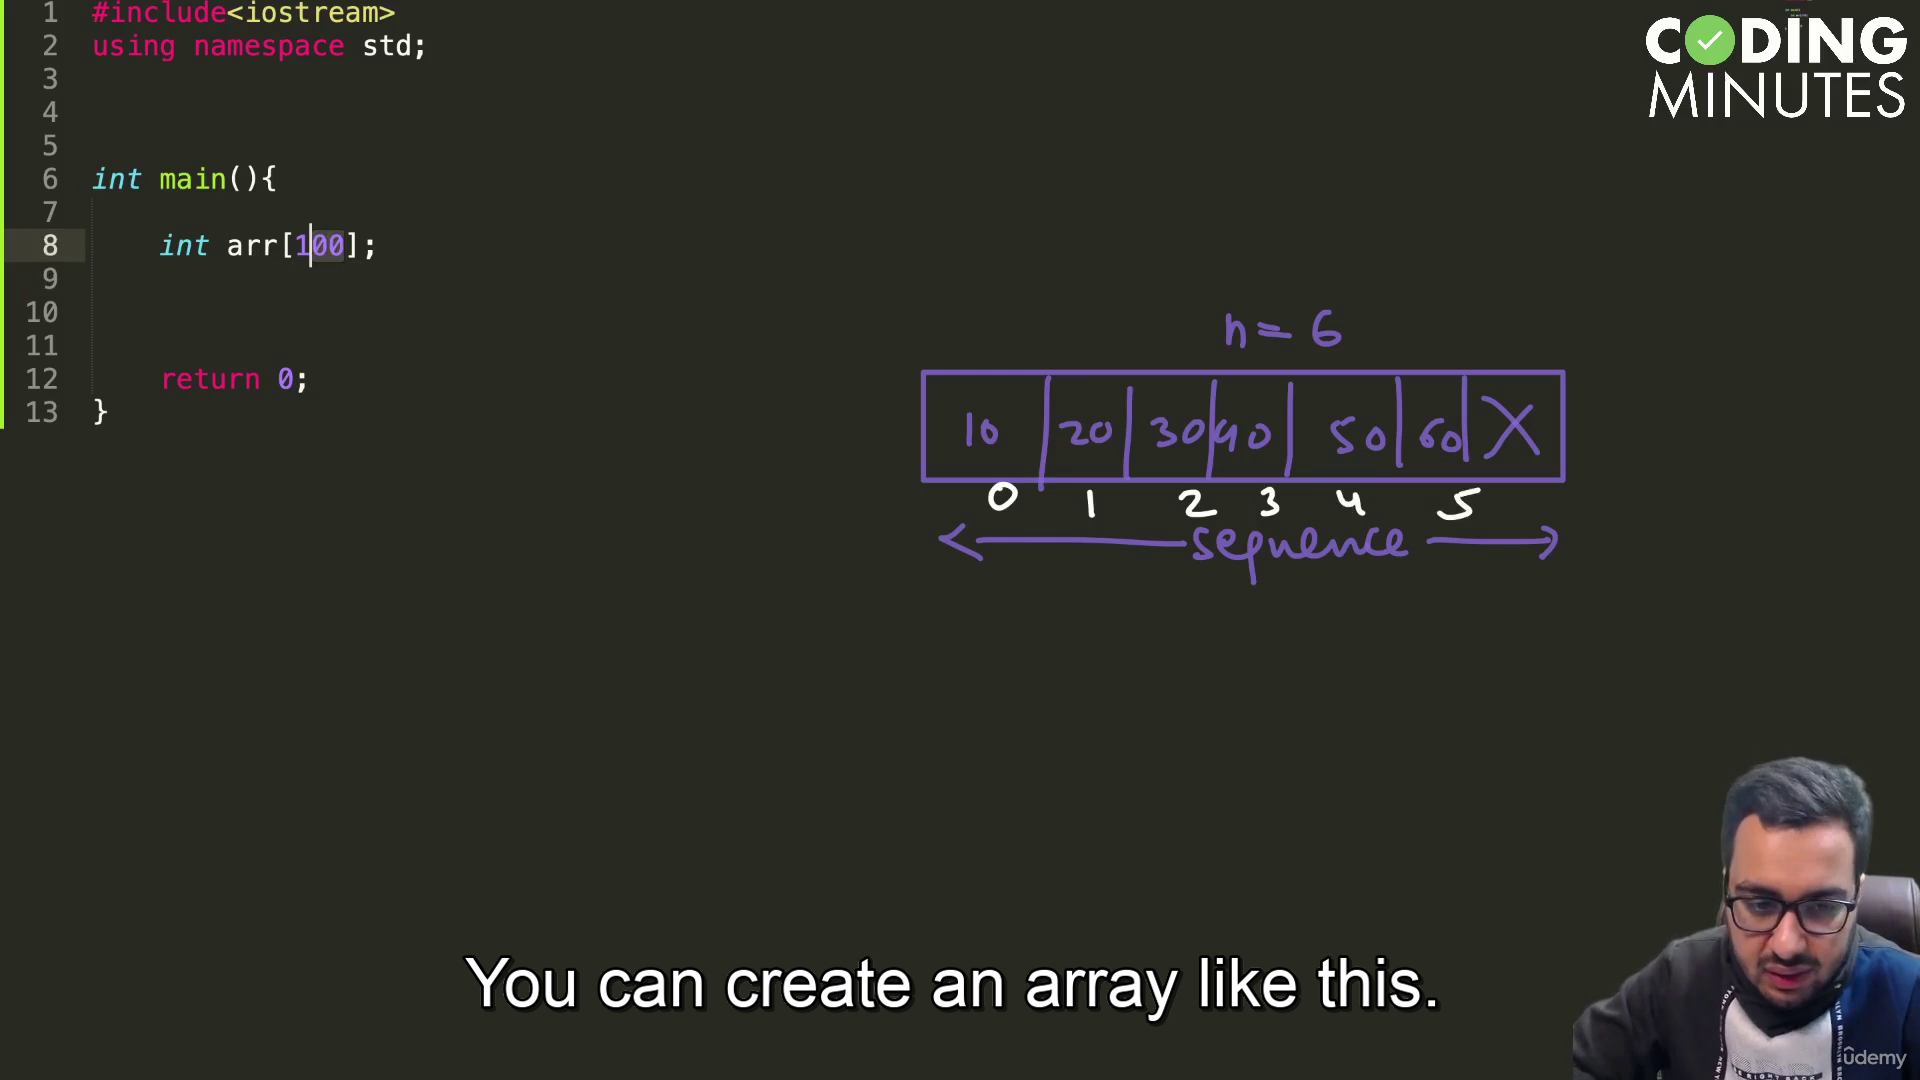 1 #include<iostream>
2 using namespace std;
3
4
5
6 int main(){
7
8 int arr[100];
9
10
11
12 return 0;
13 }
CODING
MINUTES
n = 6
10 20 30 40 50 60 X
0 1 2 3 4 5
sequence
You can create an array like this.
ûdemy